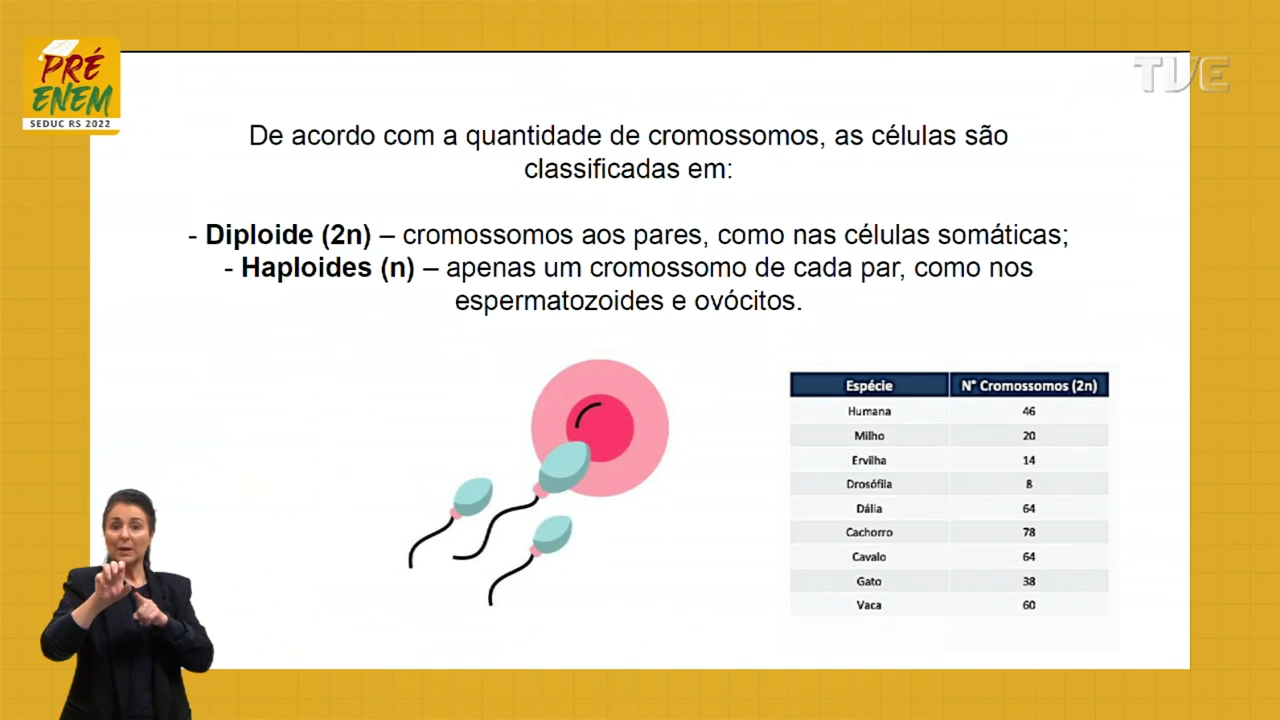 PRÉ
ENEM
SEDUC RS 2022
TVE
De acordo com a quantidade de cromossomos, as células são
classificadas em:
- Diploide (2n) – cromossomos aos pares, como nas células somáticas;
- Haploides (n) – apenas um cromossomo de cada par, como nos
espermatozoides e ovócitos.
Espécie N° Cromossomos (2n)
Humana 46
Milho 20
Ervilha 14
Drosófila 8
Dália 64
Cachorro 78
Cavalo 64
Gato 38
Vaca 60